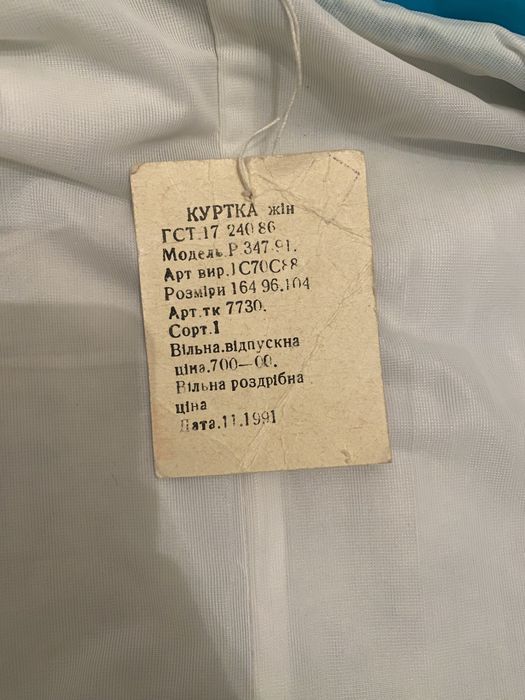 КУРТКА жін
ГСТ.17 240 86
Модель.Р.347.91.
Арт вир.1С70С88
Розміри 164 96.104
Арт.тк 7730.
Сорт.1
Вільна.відпускна
ціна.700—00.
Вільна роздрібна
ціна
Дата.11.1991